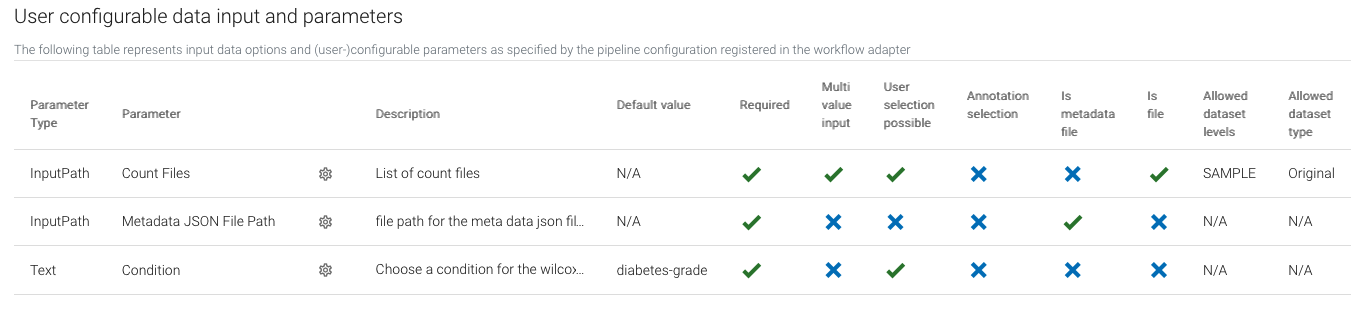 User configurable data input and parameters
The following table represents input data options and (user-)configurable parameters as specified by the pipeline configuration registered in the workflow adapter
Parameter Type Parameter Description Default value Required Multi value input User selection possible Annotation selection Is metadata file Is file Allowed dataset levels Allowed dataset type
InputPath Count Files List of count files N/A SAMPLE Original
InputPath Metadata JSON File Path file path for the meta data json fil... N/A N/A N/A
Text Condition Choose a condition for the wilcox... diabetes-grade N/A N/A